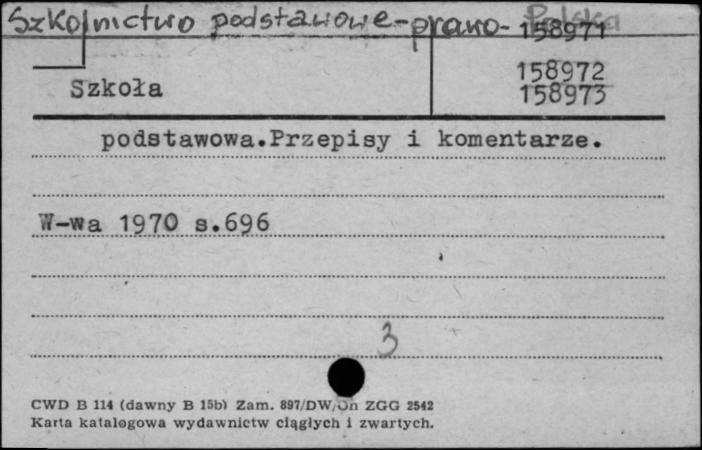 Szkolnictwo podstawowe-prawo- Polska
158971
158972
Szkoła
158973
podstawowa.Przepisy i komentarze.
W-wa 1970 s.696
3
CWD B 114 (dawny B 15b) Zam. 897/DW/On ZGG 2542
Karta katalogowa wydawnictw ciągłych i zwartych.